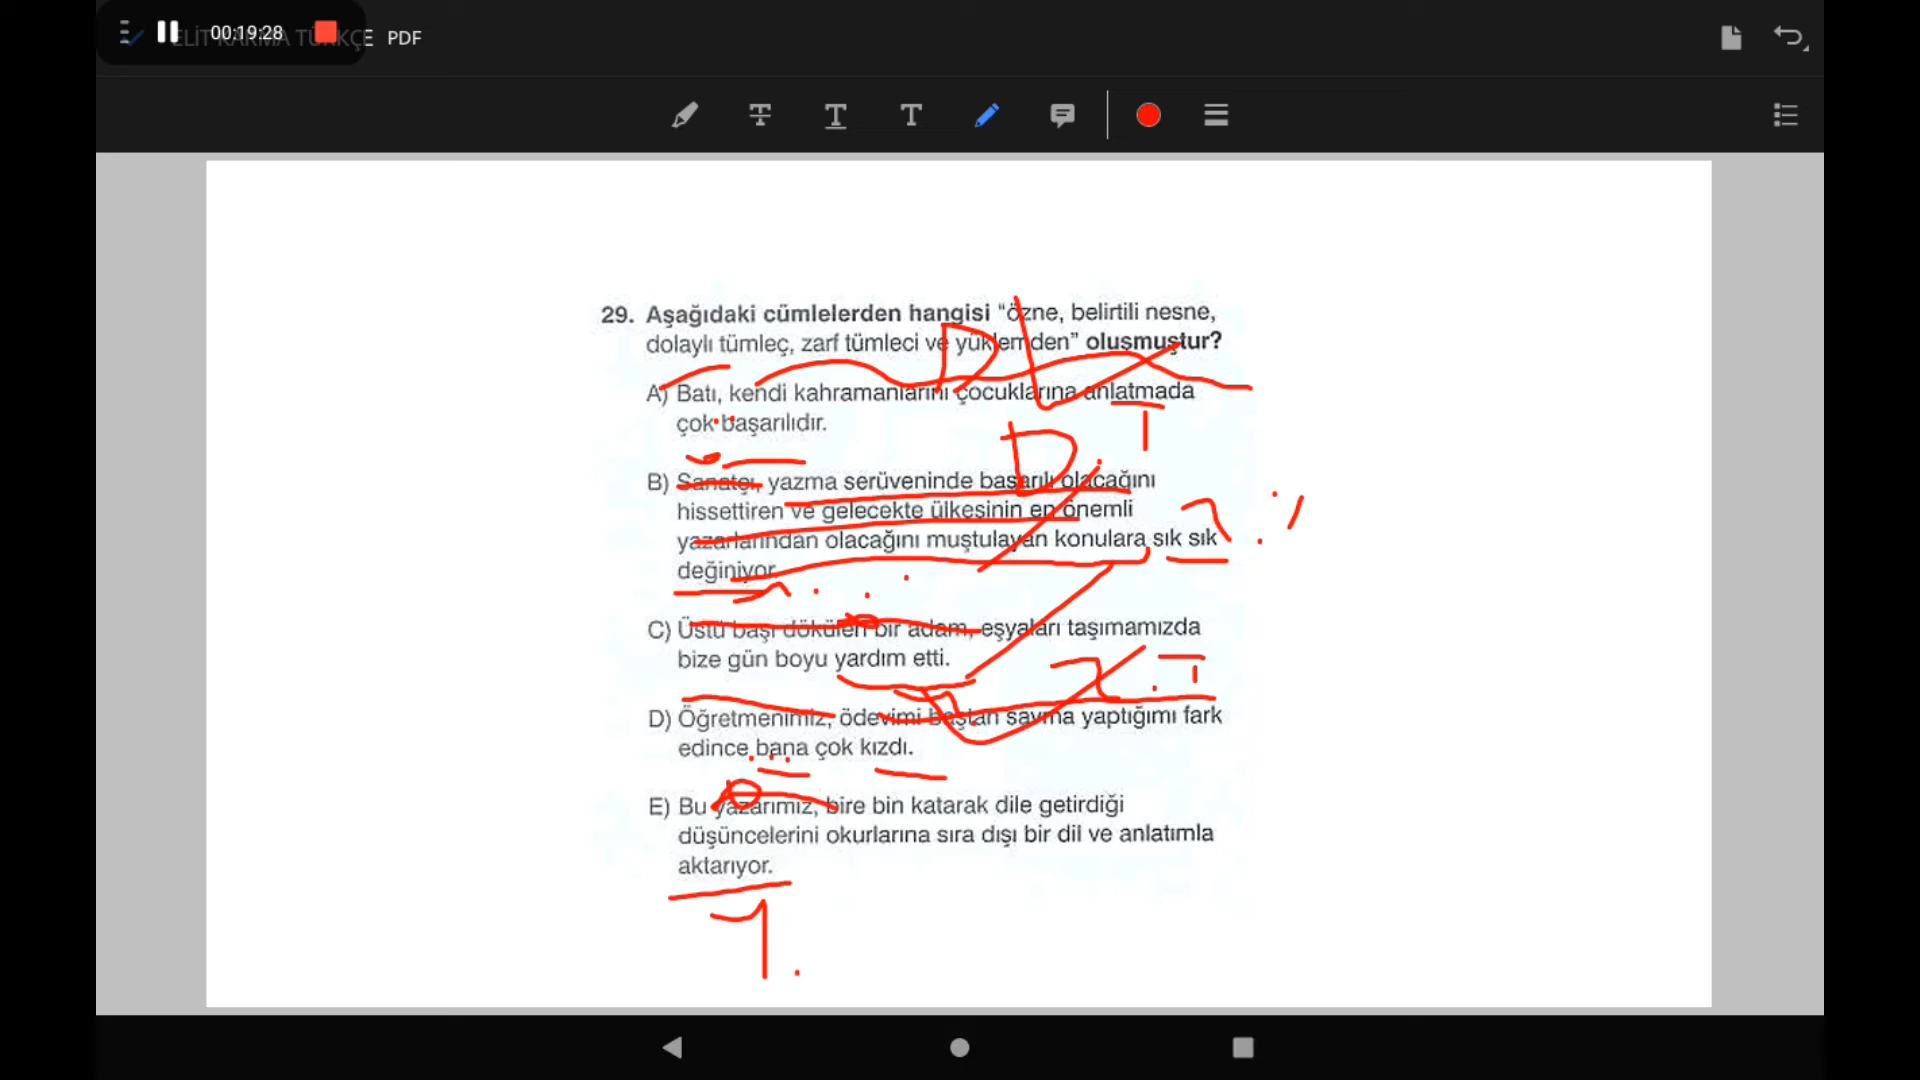 00:19:28
ELİT KARMA TÜRKÇE PDF
29. Aşağıdaki cümlelerden hangisi “özne, belirtili nesne,
dolaylı tümleç, zarf tümleci ve yüklemden” oluşmuştur?
A) Batı, kendi kahramanlarını çocuklarına anlatmada
çok başarılıdır.
B) Sanatçı, yazma serüveninde başarılı olacağını
hissettiren ve gelecekte ülkesinin en önemli
yazarlarından olacağını muştulayan konulara sık sık
değiniyor.
C) Üstü başı dökülen bir adam, eşyaları taşımamızda
bize gün boyu yardım etti.
D) Öğretmenimiz, ödevimi baştan savma yaptığımı fark
edince bana çok kızdı.
E) Bu yazarımız, bire bin katarak dile getirdiği
düşüncelerini okurlarına sıra dışı bir dil ve anlatımla
aktarıyor.